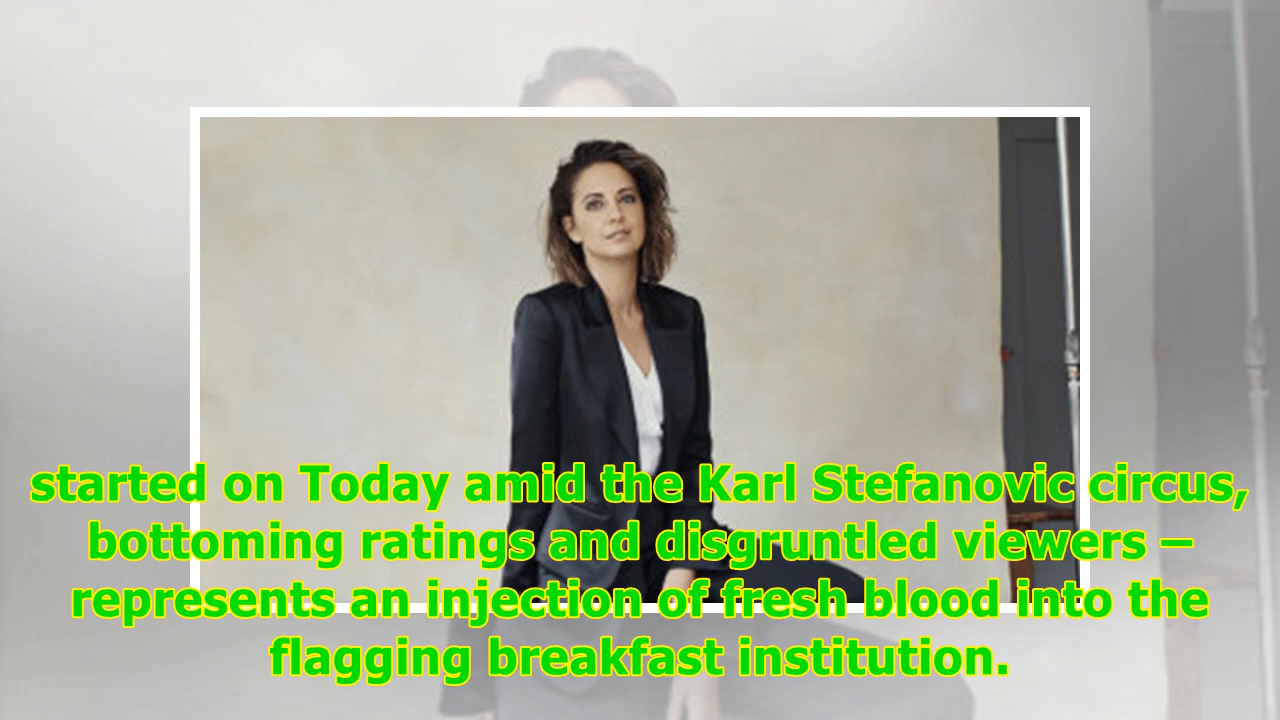 started on Today amid the Karl Stefanovic circus,
bottoming ratings and disgruntled viewers –
represents an injection of fresh blood into the
flagging breakfast institution.